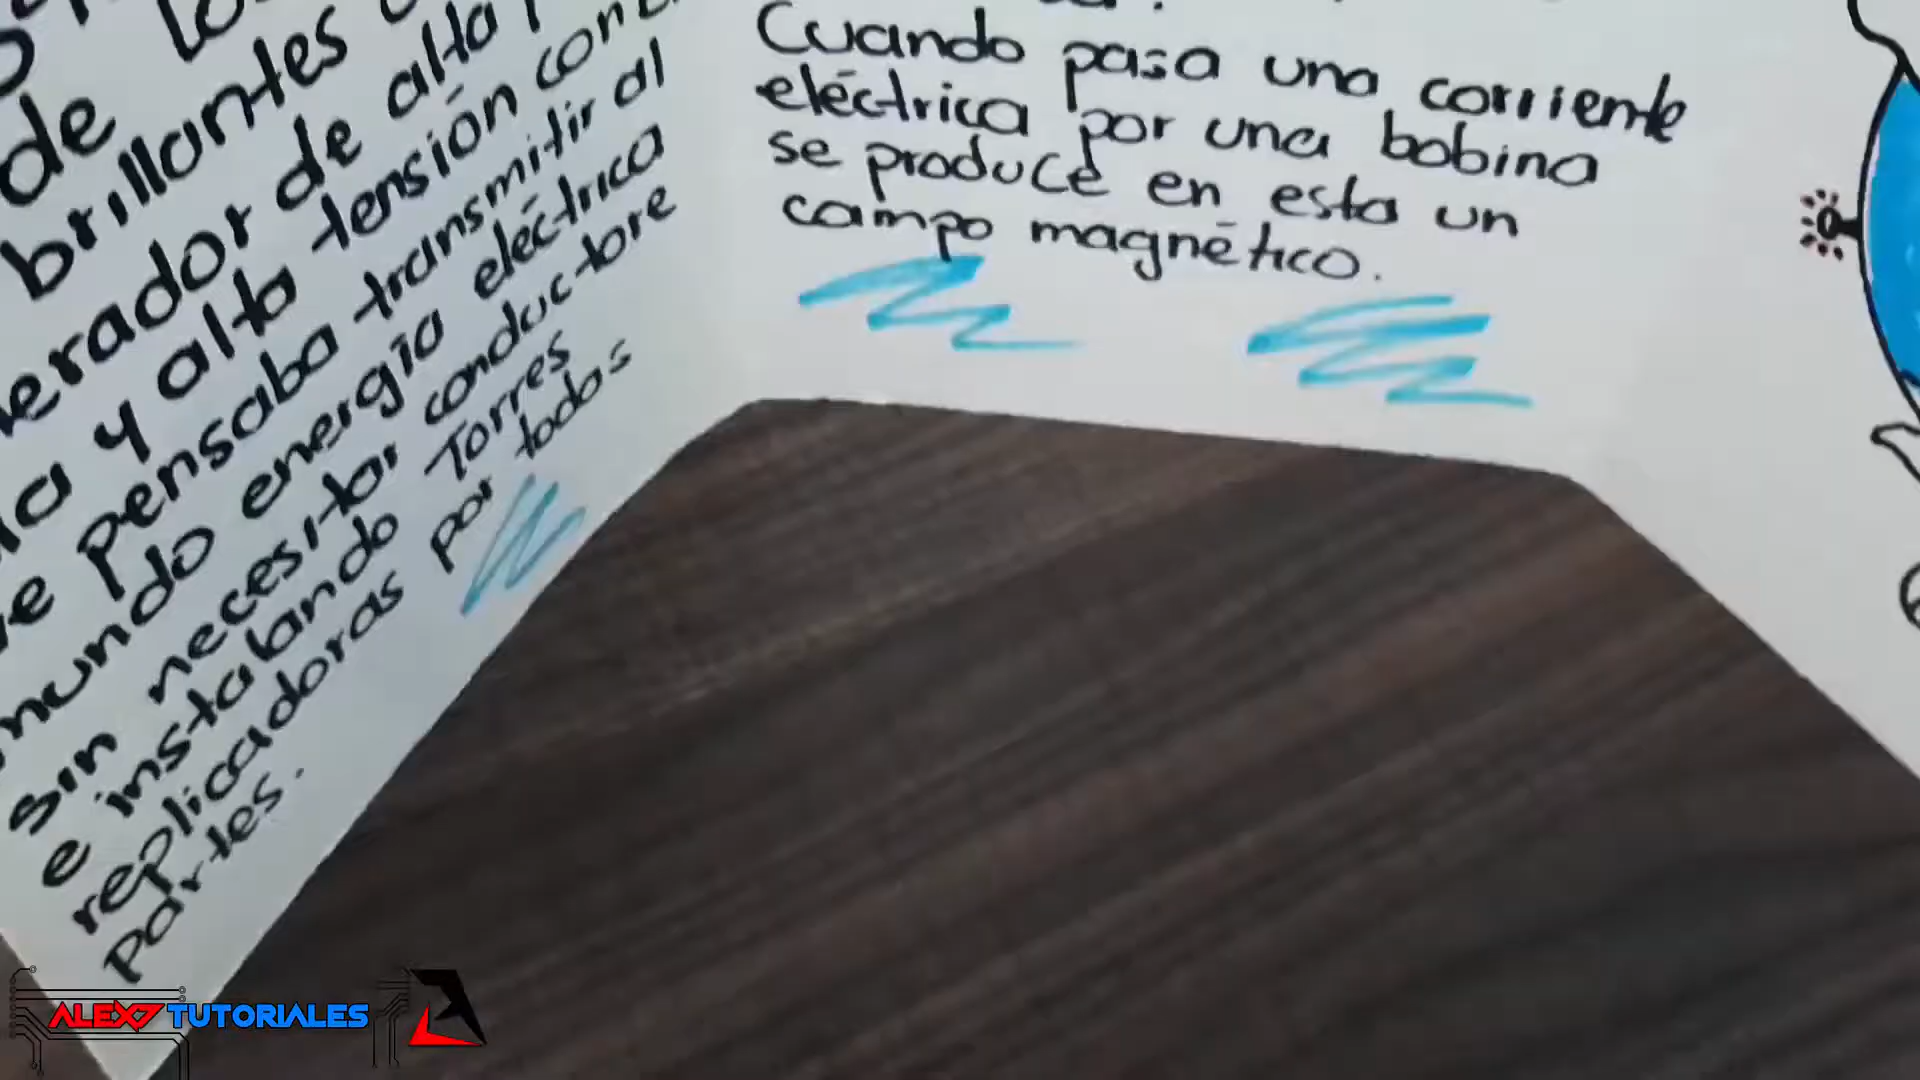 de
brillantes
erador de alta
y alta tensión con
e pensaba transmitir al
mundo energía eléctrica
sin necesitar conductore
e instalando Torres
replicadoras por todas
partes.
Cuando pasa una corriente
eléctrica por una bobina
se produce en esta un
campo magnético.
ALEX7 TUTORIALES